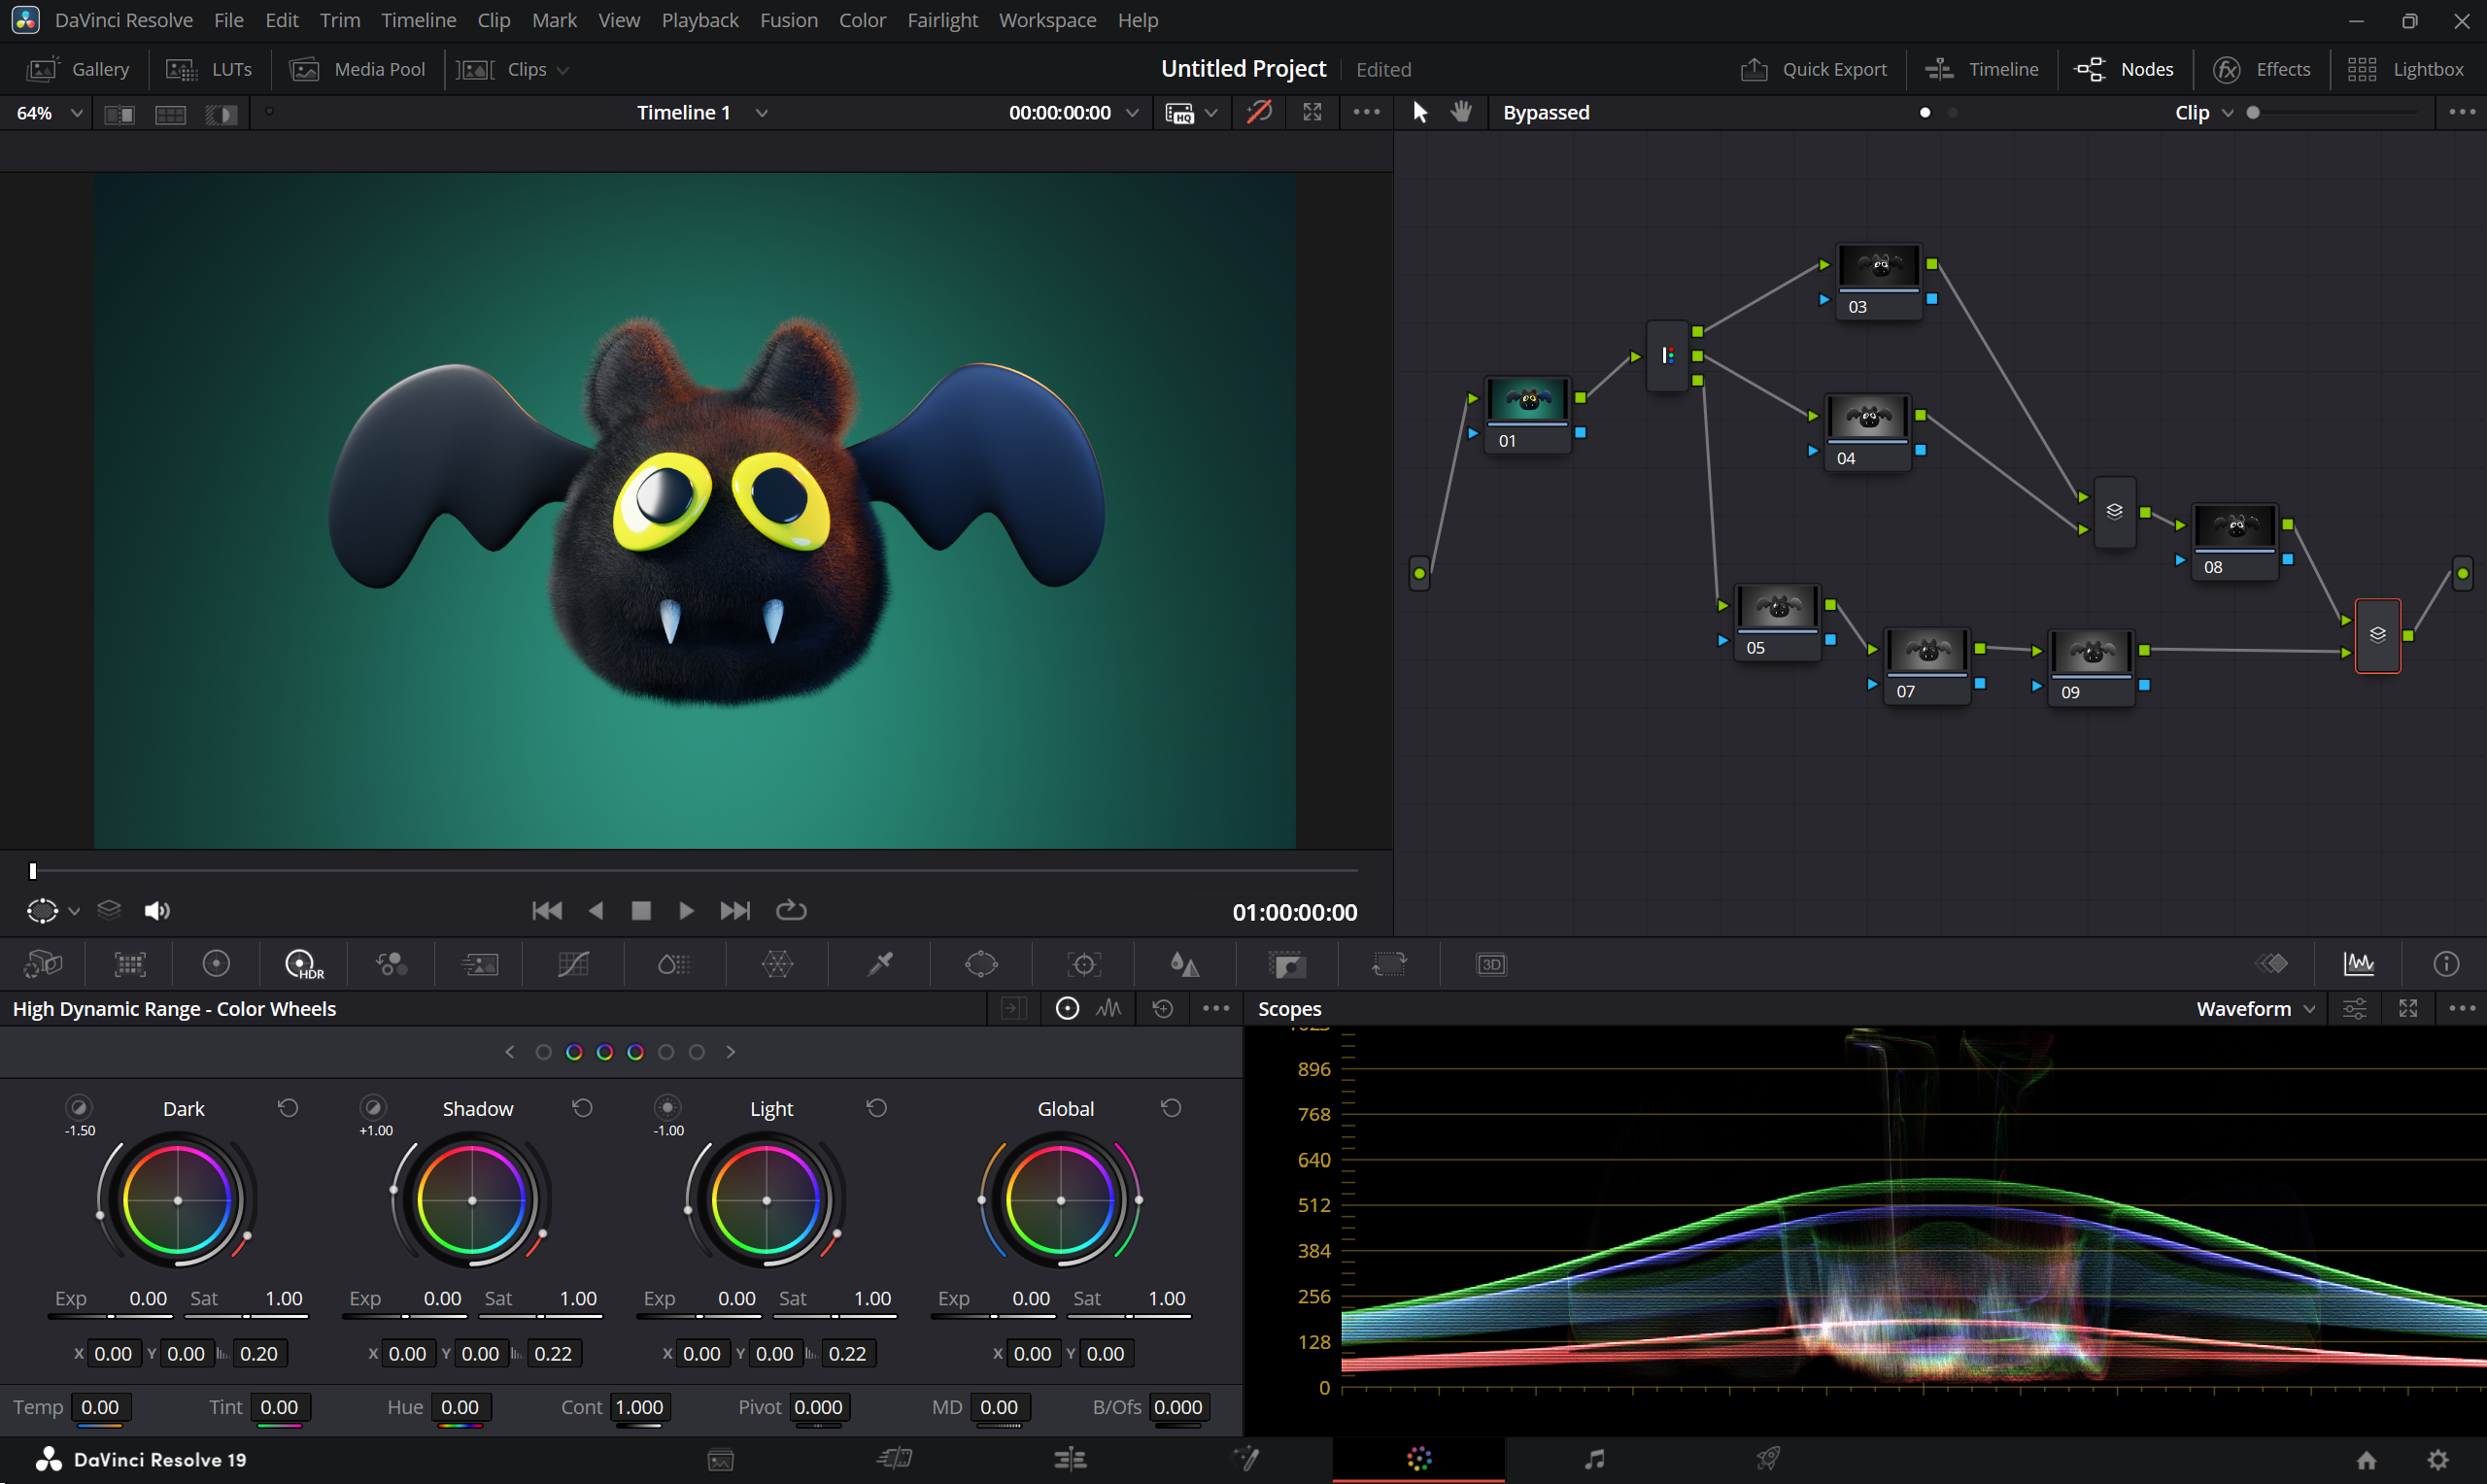 DaVinci Resolve File Edit Trim Timeline Clip Mark View Playback Fusion Color Fairlight Workspace Help
Gallery LUTs Media Pool Clips Untitled Project Edited Quick Export Timeline Nodes Effects Lightbox
64% Timeline 1 00:00:00:00 HQ Bypassed Clip
03
01
04
08
05
07
09
01:00:00:00
HDR 3D
High Dynamic Range - Color Wheels Scopes Waveform
1023
896
768
640
512
384
256
128
0
Dark Shadow Light Global
-1.50 +1.00 -1.00
Exp 0.00 Sat 1.00 Exp 0.00 Sat 1.00 Exp 0.00 Sat 1.00 Exp 0.00 Sat 1.00
X 0.00 Y 0.00 0.20 X 0.00 Y 0.00 0.22 X 0.00 Y 0.00 0.22 X 0.00 Y 0.00
Temp 0.00 Tint 0.00 Hue 0.00 Cont 1.000 Pivot 0.000 MD 0.00 B/Ofs 0.000
DaVinci Resolve 19